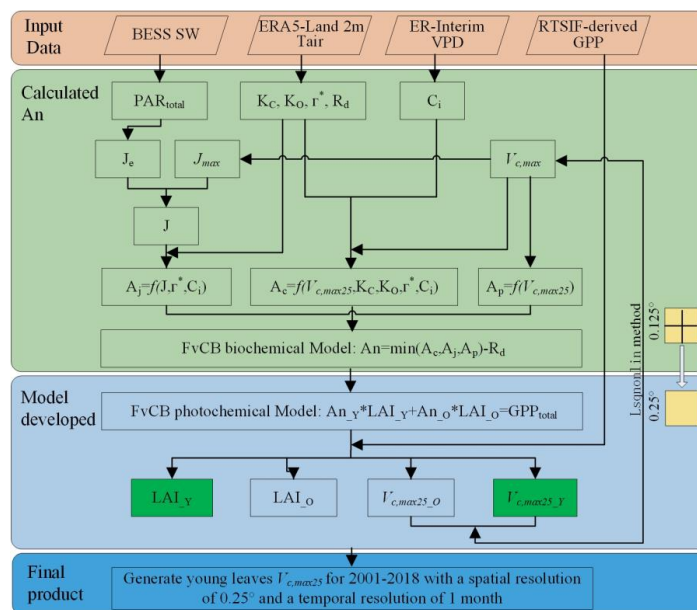 Input
Data
BESS SW
ERA5-Land 2m
Tair
ER-Interim
VPD
RTSIF-derived
GPP
Calculated
An
PARtotal
KC, KO, r*, Rd
Ci
Je
Jmax
Vc,max
J
Aj=f(J,r*,Ci)
Ac=f(Vc,max25,KC,KO,r*,Ci)
Ap=f(Vc,max25)
FvCB biochemical Model: An=min(Ac,Aj,Ap)-Rd
Lsqnonlin method
0.125°
0.25°
Model
developed
FvCB photochemical Model: An_Y*LAI_Y+An_O*LAI_O=GPPtotal
LAI_Y
LAI_O
Vc,max25_O
Vc,max25_Y
Final
product
Generate young leaves Vc,max25 for 2001-2018 with a spatial resolution
of 0.25° and a temporal resolution of 1 month